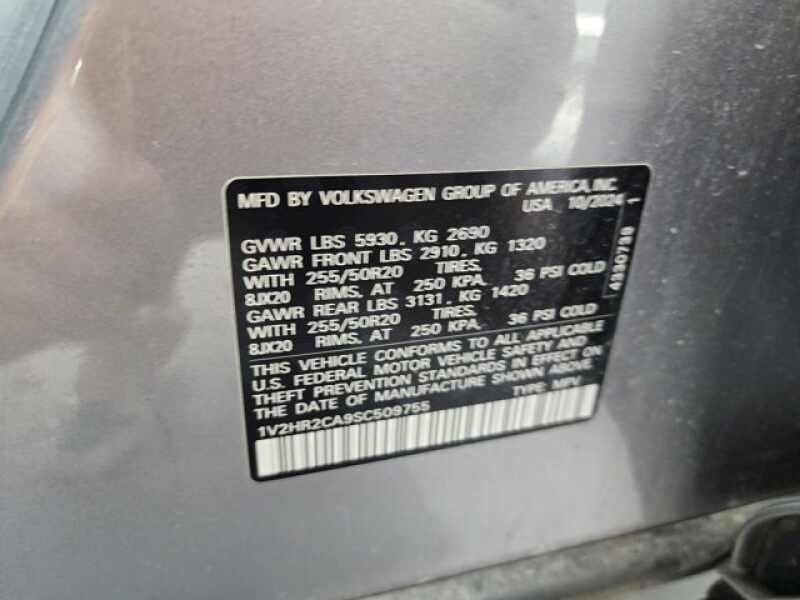 MFD BY VOLKSWAGEN GROUP OF AMERICA, INC
USA 10/2024 1
GVWR LBS 5930. KG 2690
GAWR FRONT LBS 2910. KG 1320
WITH 255/50R20 TIRES.
8JX20 RIMS. AT 250 KPA. 36 PSI COLD
GAWR REAR LBS 3131. KG 1420
WITH 255/50R20 TIRES.
8JX20 RIMS. AT 250 KPA. 36 PSI COLD
THIS VEHICLE CONFORMS TO ALL APPLICABLE
U.S. FEDERAL MOTOR VEHICLE SAFETY AND
THEFT PREVENTION STANDARDS IN EFFECT ON
THE DATE OF MANUFACTURE SHOWN ABOVE.
1V2HR2CA9SC509755 TYPE: MPV